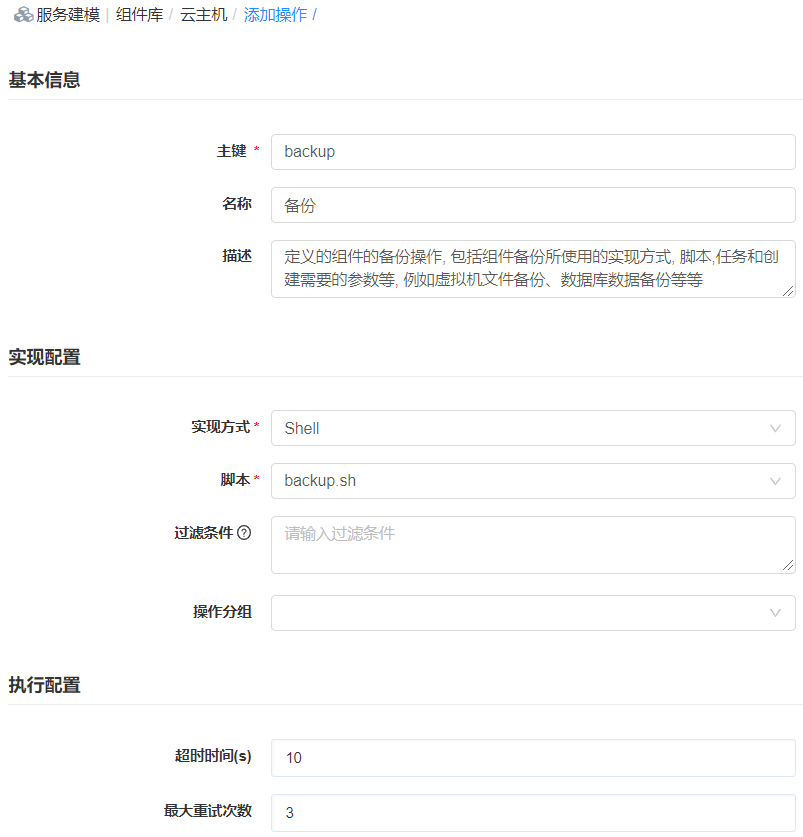 服务建模 | 组件库 / 云主机 / 添加操作 /
基本信息
主键 * backup
名称 备份
描述 定义的组件的备份操作, 包括组件备份所使用的实现方式, 脚本,任务和创
建需要的参数等, 例如虚拟机文件备份、数据库数据备份等等
实现配置
实现方式 * Shell
脚本 * backup.sh
过滤条件 ? 请输入过滤条件
操作分组
执行配置
超时时间(s) 10
最大重试次数 3